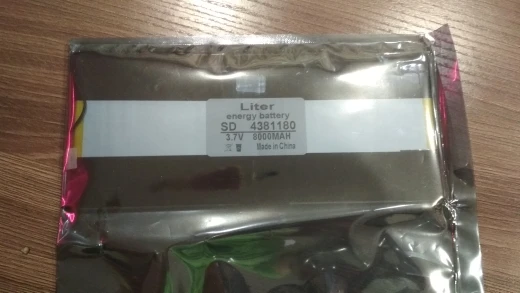 Liter
energy battery
SD 4381180
3.7V 8000MAH
Made in China